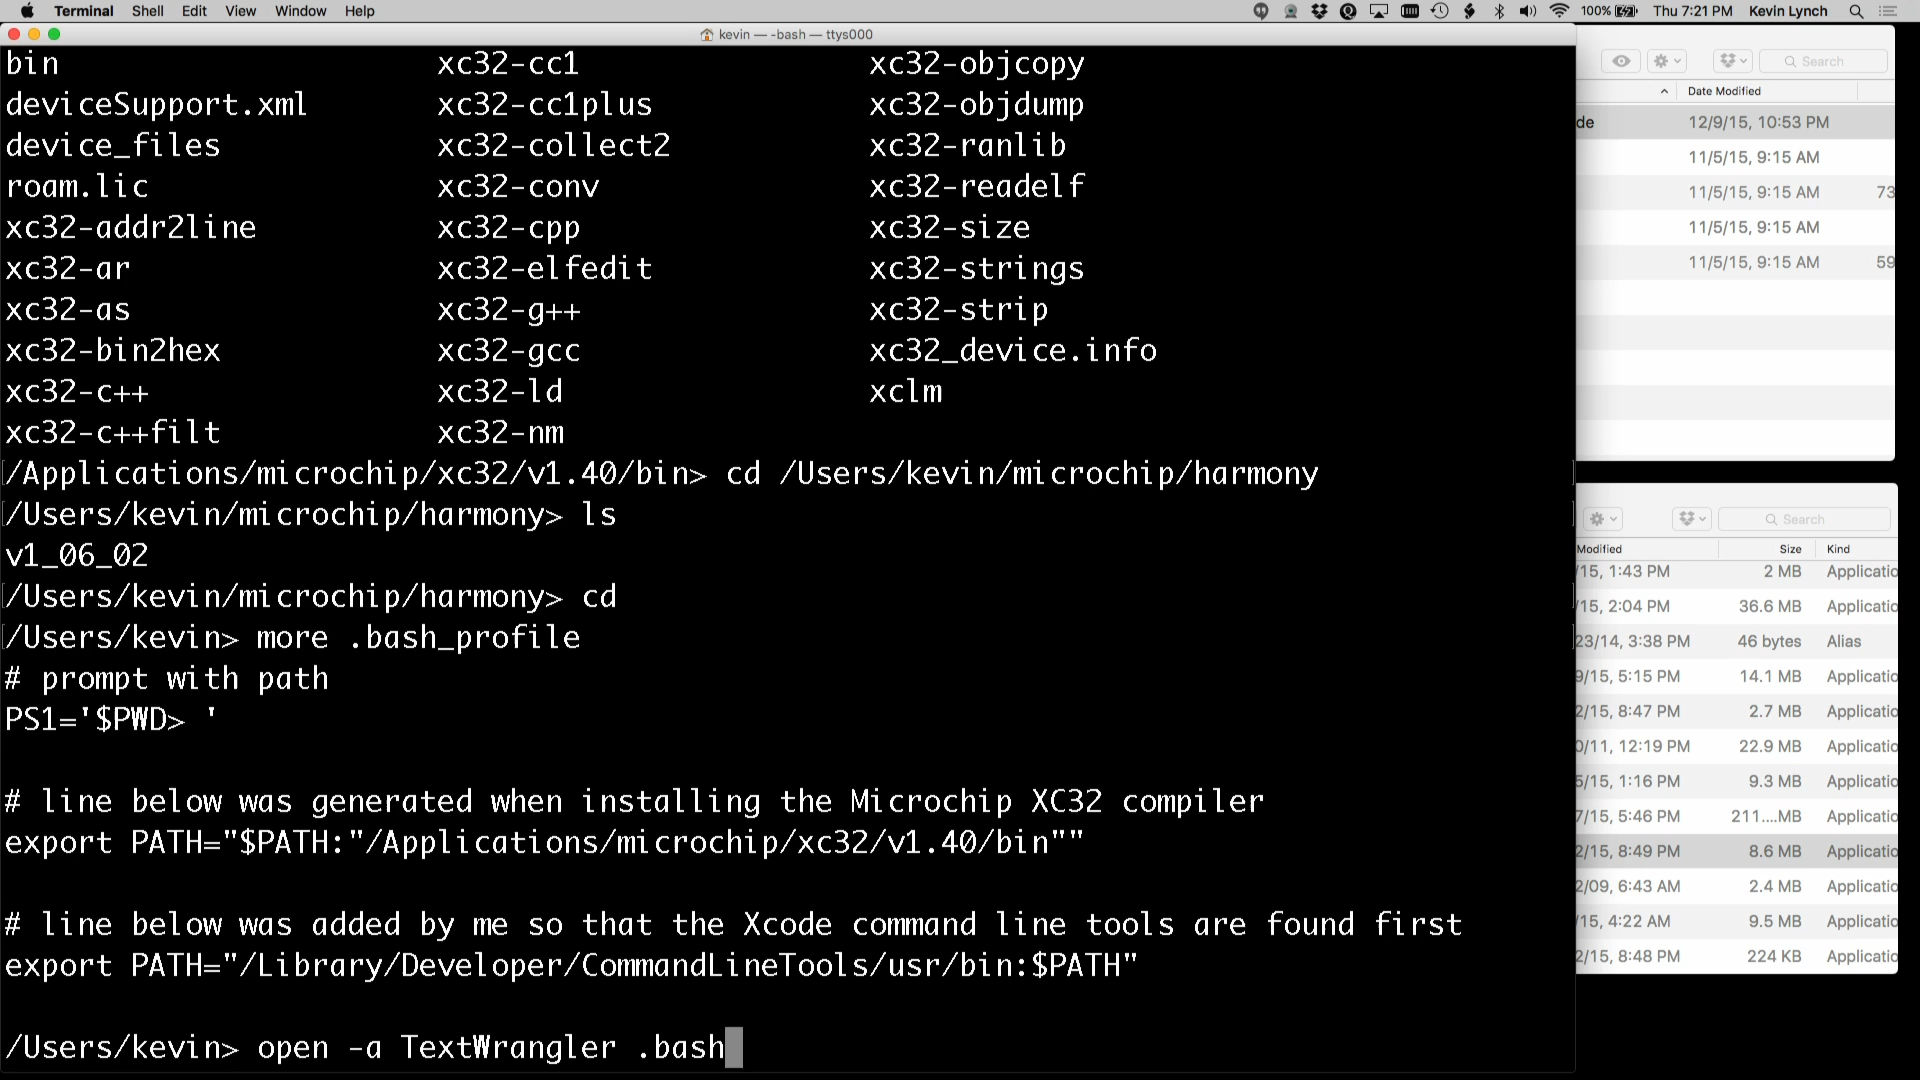 Terminal Shell Edit View Window Help 100% Thu 7:21 PM Kevin Lynch
kevin — -bash — ttys000
bin xc32-cc1 xc32-objcopy
deviceSupport.xml xc32-cc1plus xc32-objdump
device_files xc32-collect2 xc32-ranlib
roam.lic xc32-conv xc32-readelf
xc32-addr2line xc32-cpp xc32-size
xc32-ar xc32-elfedit xc32-strings
xc32-as xc32-g++ xc32-strip
xc32-bin2hex xc32-gcc xc32_device.info
xc32-c++ xc32-ld xclm
xc32-c++filt xc32-nm
/Applications/microchip/xc32/v1.40/bin> cd /Users/kevin/microchip/harmony
/Users/kevin/microchip/harmony> ls
v1_06_02
/Users/kevin/microchip/harmony> cd
/Users/kevin> more .bash_profile
# prompt with path
PS1='$PWD> '
# line below was generated when installing the Microchip XC32 compiler
export PATH="$PATH:"/Applications/microchip/xc32/v1.40/bin""
# line below was added by me so that the Xcode command line tools are found first
export PATH="/Library/Developer/CommandLineTools/usr/bin:$PATH"
/Users/kevin> open -a TextWrangler .bash
Search
Date Modified
de 12/9/15, 10:53 PM
11/5/15, 9:15 AM
11/5/15, 9:15 AM 73
11/5/15, 9:15 AM
11/5/15, 9:15 AM 59
Search
Modified Size Kind
/15, 1:43 PM 2 MB Applicatio
/15, 2:04 PM 36.6 MB Applicatio
23/14, 3:38 PM 46 bytes Alias
9/15, 5:15 PM 14.1 MB Applicatio
2/15, 8:47 PM 2.7 MB Applicatio
0/11, 12:19 PM 22.9 MB Applicatio
5/15, 1:16 PM 9.3 MB Applicatio
7/15, 5:46 PM 211....MB Applicatio
2/15, 8:49 PM 8.6 MB Applicatio
2/09, 6:43 AM 2.4 MB Applicatio
/15, 4:22 AM 9.5 MB Applicatio
2/15, 8:48 PM 224 KB Applicatio